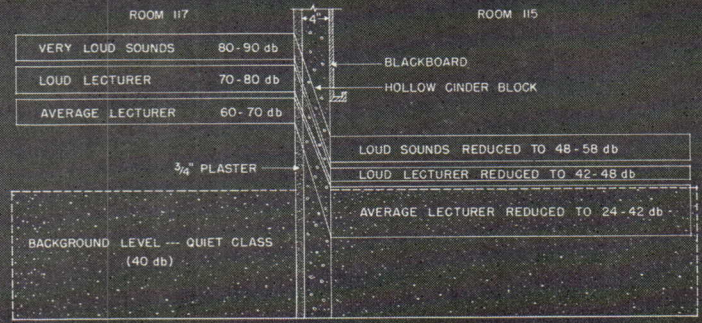 ROOM 117
4"
ROOM 115
VERY LOUD SOUNDS 80-90 db
LOUD LECTURER 70-80 db
AVERAGE LECTURER 60-70 db
BLACKBOARD
HOLLOW CINDER BLOCK
LOUD SOUNDS REDUCED TO 48-58 db
LOUD LECTURER REDUCED TO 42-48 db
3/4" PLASTER
AVERAGE LECTURER REDUCED TO 24-42 db
BACKGROUND LEVEL --- QUIET CLASS
(40 db)